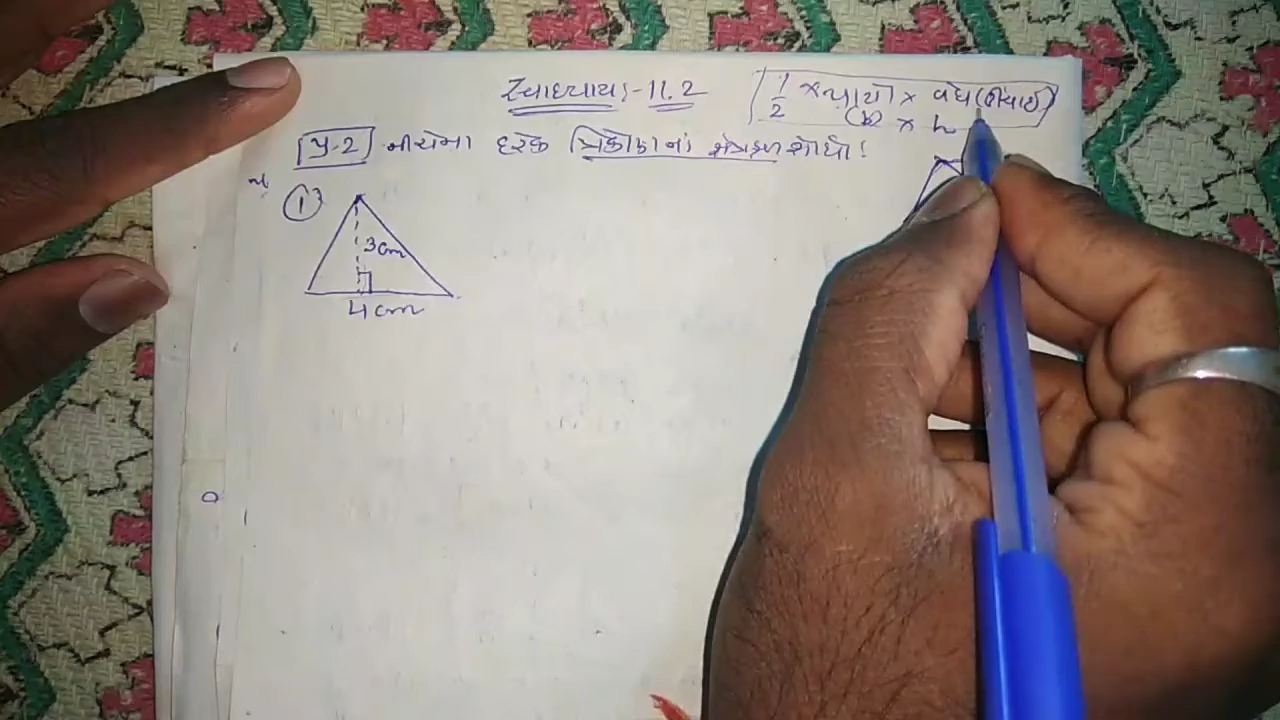 સ્વાધ્યાય:-11.2
1/2 × પાયો × વેધ(ઊંચાઈ)
(b) × h
પ્ર-2 નીચેના દરેક ત્રિકોણનાં ક્ષેત્રફળ શોધો:
①
3cm
4cm